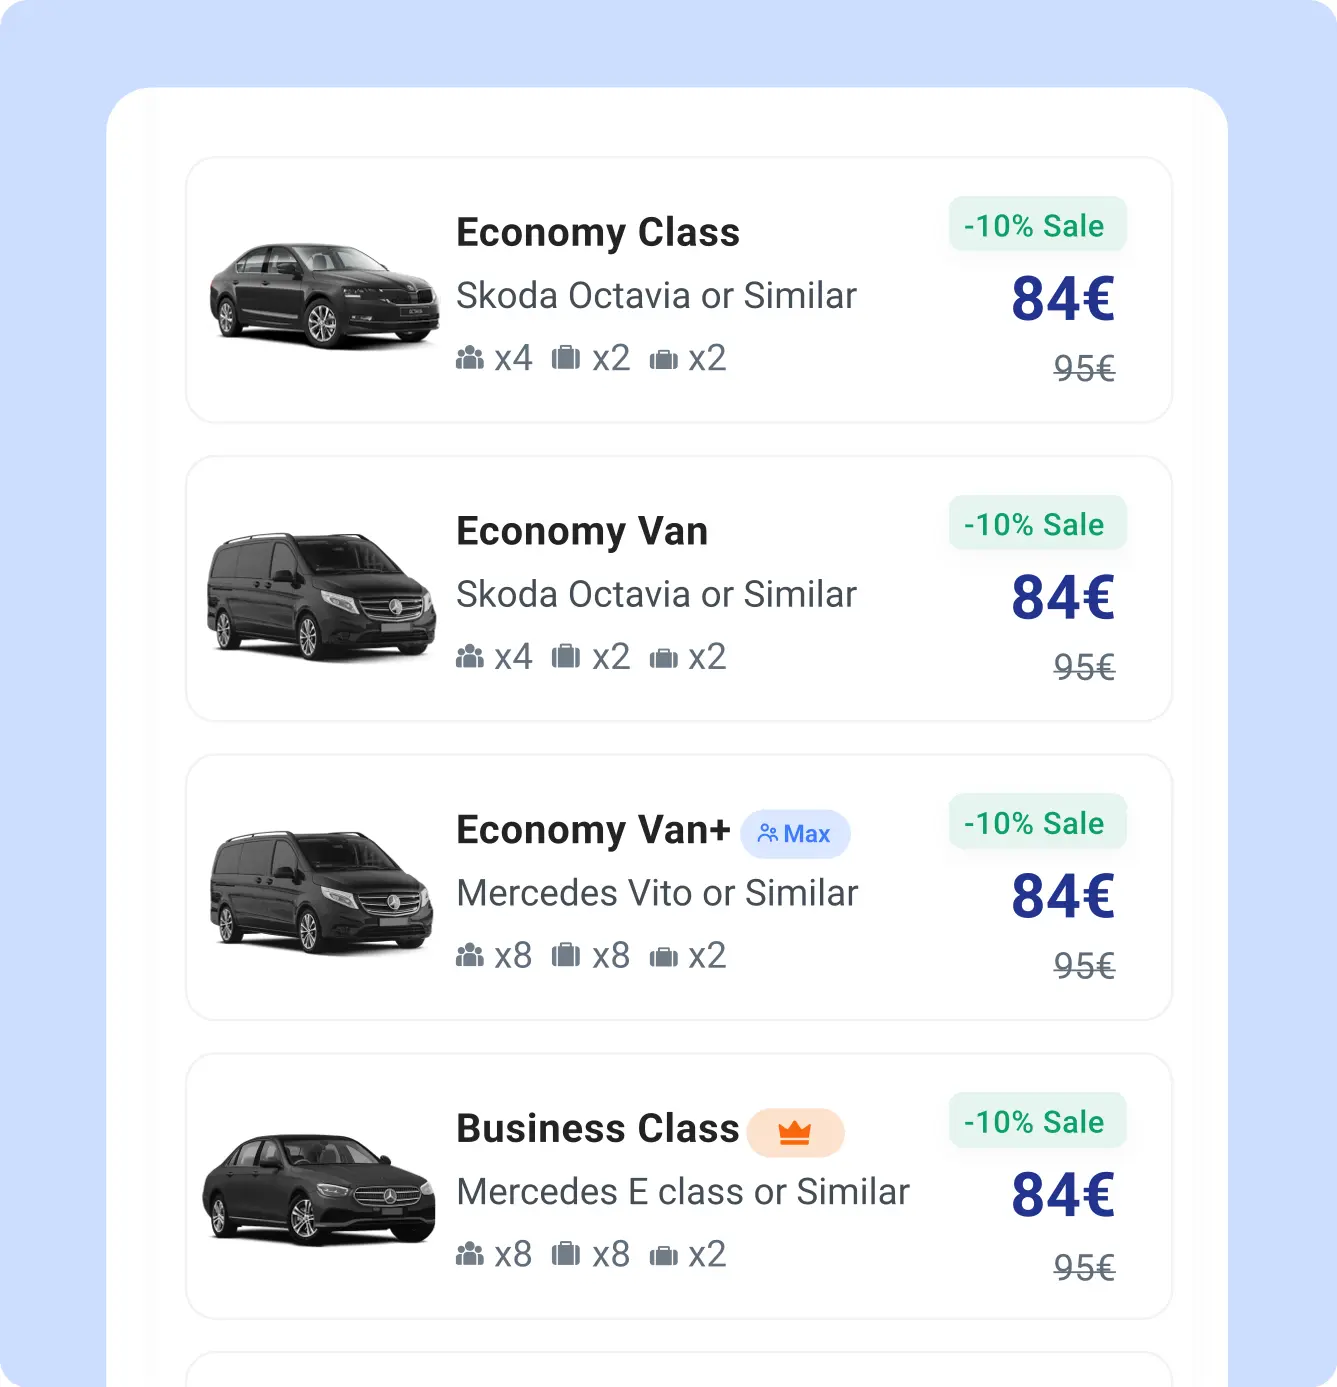 Economy Class
-10% Sale
Skoda Octavia or Similar
84€
x4 x2 x2
95€
Economy Van
-10% Sale
Skoda Octavia or Similar
84€
x4 x2 x2
95€
Economy Van+ Max
-10% Sale
Mercedes Vito or Similar
84€
x8 x8 x2
95€
Business Class
-10% Sale
Mercedes E class or Similar
84€
x8 x8 x2
95€